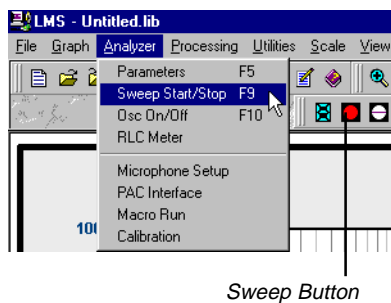 LMS - Untitled.lib
File Graph Analyzer Processing Utilities Scale View
Parameters F5
Sweep Start/Stop F9
Osc On/Off F10
RLC Meter
Microphone Setup
PAC Interface
Macro Run
Calibration
Sweep Button